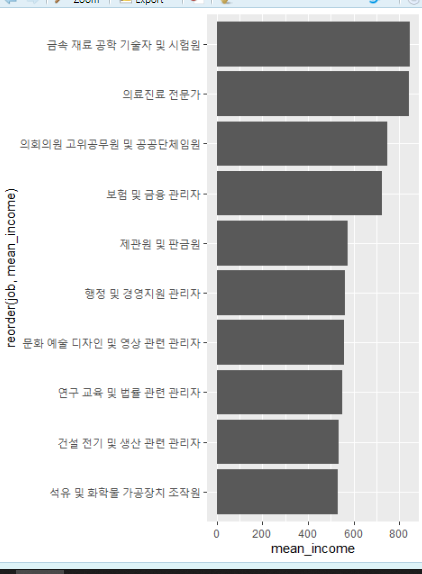 Zoom Export
금속 재료 공학 기술자 및 시험원
의료진료 전문가
의회의원 고위공무원 및 공공단체임원
보험 및 금융 관리자
제관원 및 판금원
행정 및 경영지원 관리자
문화 예술 디자인 및 영상 관련 관리자
연구 교육 및 법률 관련 관리자
건설 전기 및 생산 관련 관리자
석유 및 화학물 가공장치 조작원
reorder(job, mean_income)
0 200 400 600 800
mean_income